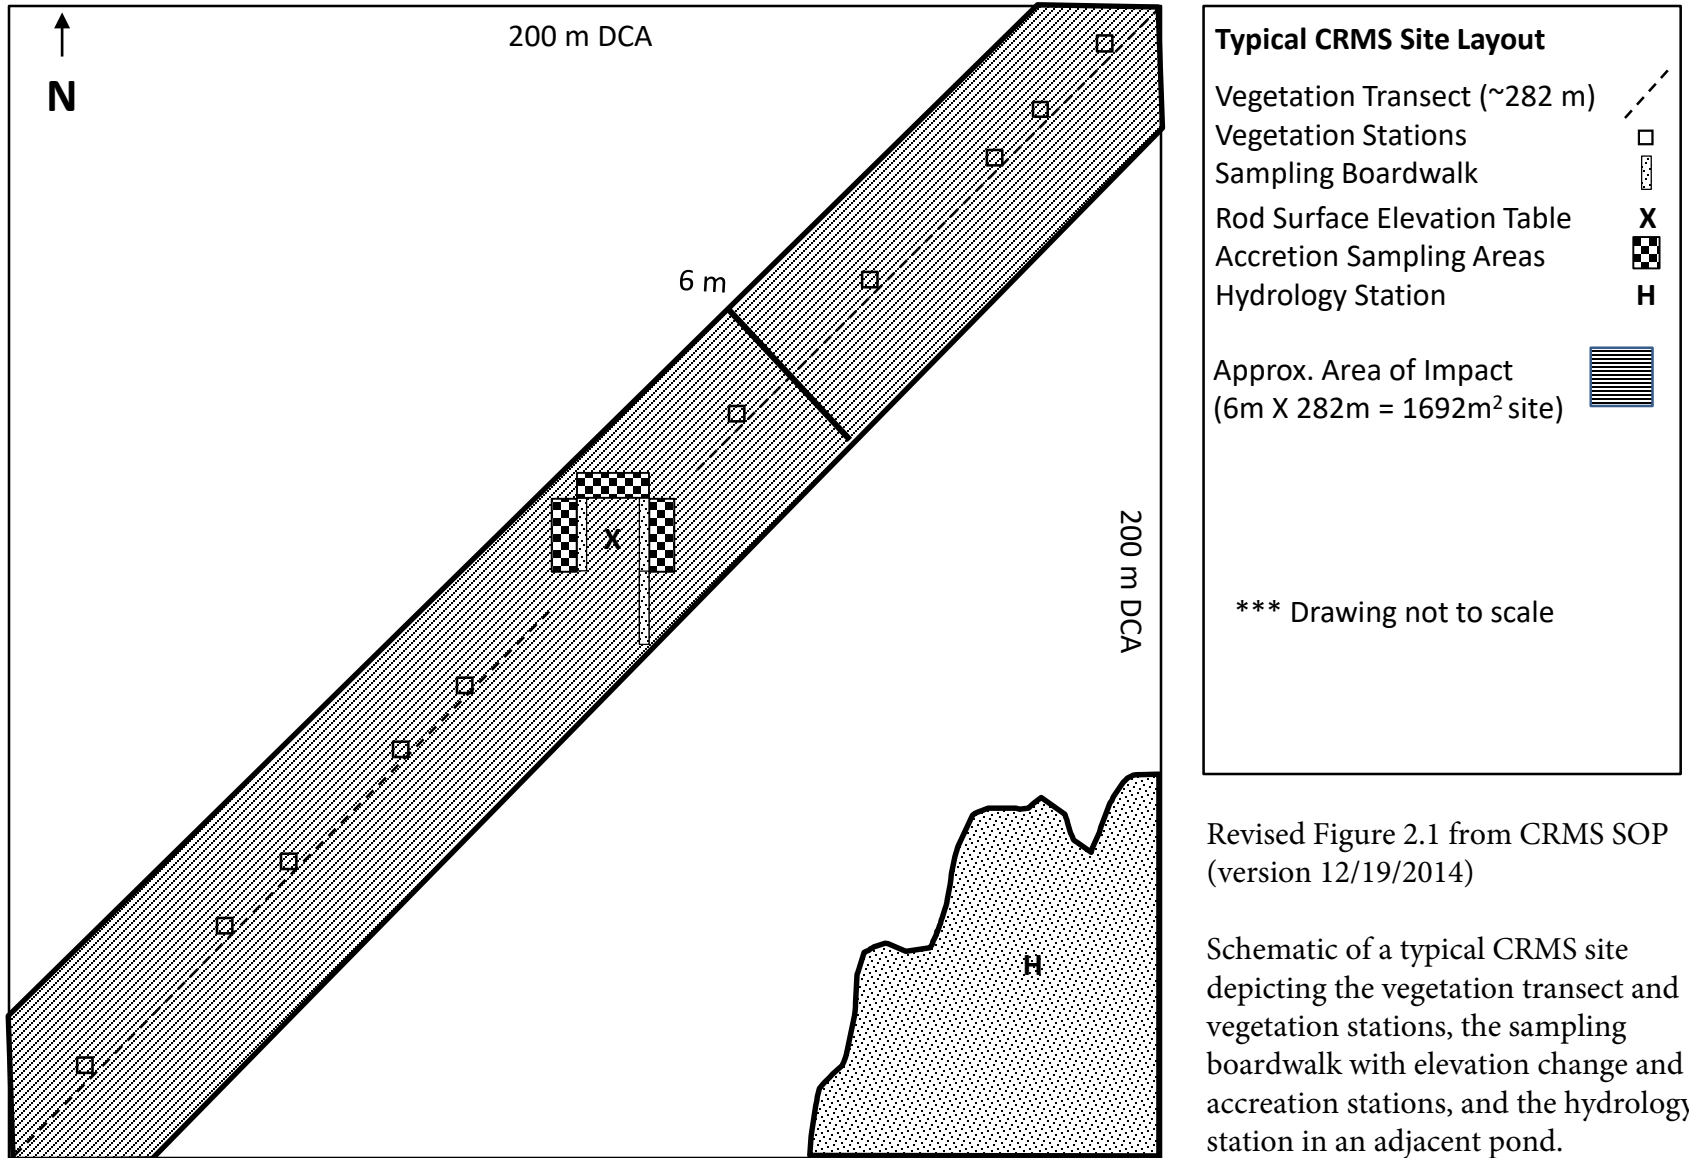 200 m DCA
N
6 m
X
200 m DCA
H
Typical CRMS Site Layout
Vegetation Transect (~282 m)
Vegetation Stations
Sampling Boardwalk
Rod Surface Elevation Table X
Accretion Sampling Areas
Hydrology Station H
Approx. Area of Impact
(6m X 282m = 1692m² site)
*** Drawing not to scale
Revised Figure 2.1 from CRMS SOP
(version 12/19/2014)
Schematic of a typical CRMS site
depicting the vegetation transect and
vegetation stations, the sampling
boardwalk with elevation change and
accreation stations, and the hydrology
station in an adjacent pond.